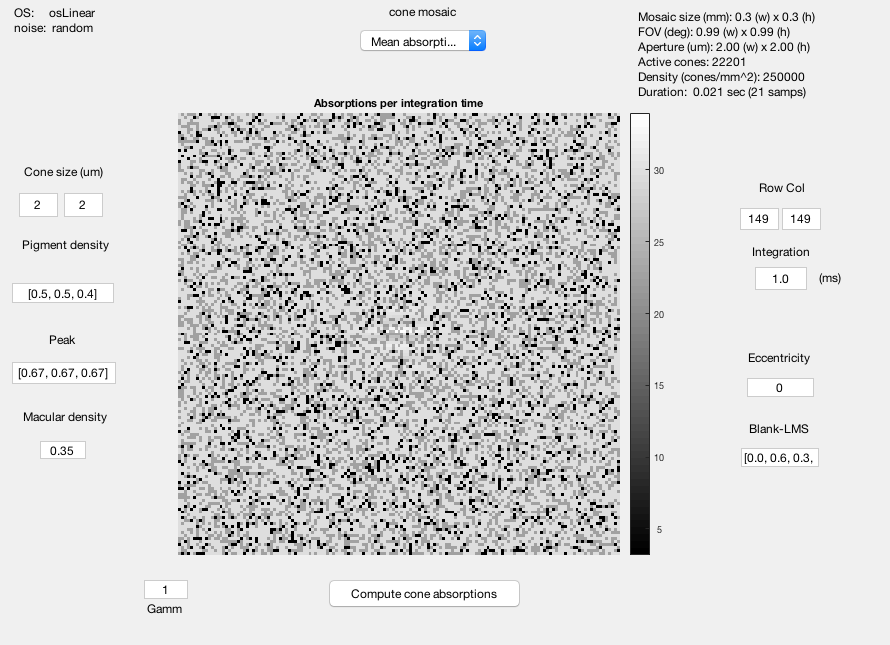 OS: osLinear
noise: random
cone mosaic
Mean absorpti...
Mosaic size (mm): 0.3 (w) x 0.3 (h)
FOV (deg): 0.99 (w) x 0.99 (h)
Aperture (um): 2.00 (w) x 2.00 (h)
Active cones: 22201
Density (cones/mm^2): 250000
Duration: 0.021 sec (21 samps)
Absorptions per integration time
Cone size (um)
2 2
Pigment density
[0.5, 0.5, 0.4]
Peak
[0.67, 0.67, 0.67]
Macular density
0.35
30
25
20
15
10
5
Row Col
149 149
Integration
1.0 (ms)
Eccentricity
0
Blank-LMS
[0.0, 0.6, 0.3,
1
Gamm
Compute cone absorptions